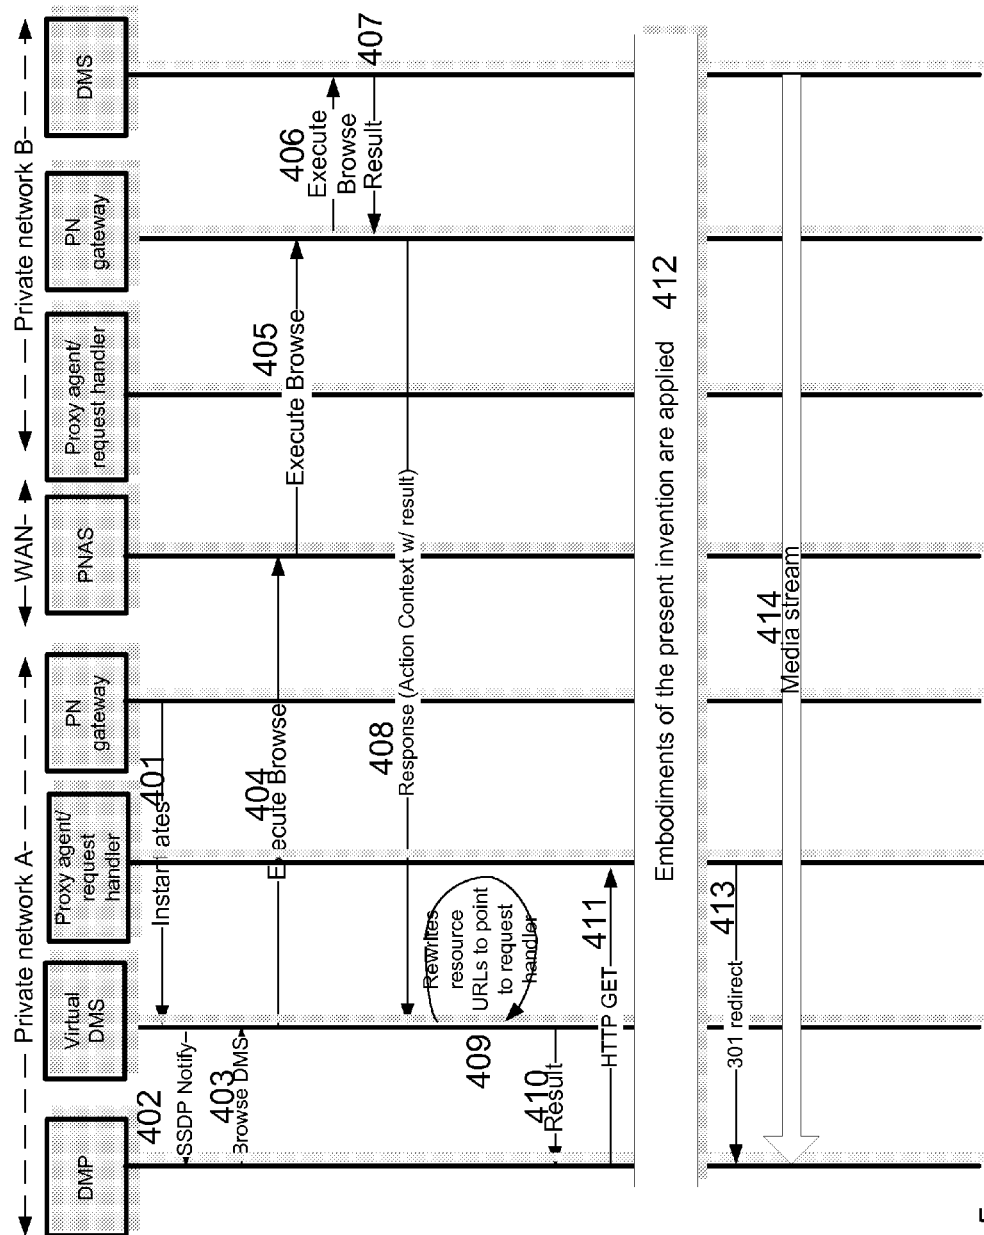 Private network A
WAN
Private network B
DMP
Virtual
DMS
Proxy agent/
request
handler
PN
gateway
PNAS
Proxy agent/
request handler
PN
gateway
DMS
401
Instantiates
402
SSDP Notify
403
Browse DMS
404
Execute Browse
405
Execute Browse
406
Execute
Browse
Result
407
408
Response (Action Context w/ result)
409
Rewrites
resource
URLs to point
to request
handler
410
Result
411
HTTP GET
Embodiments of the present invention are applied 412
413
301 redirect
414
Media stream